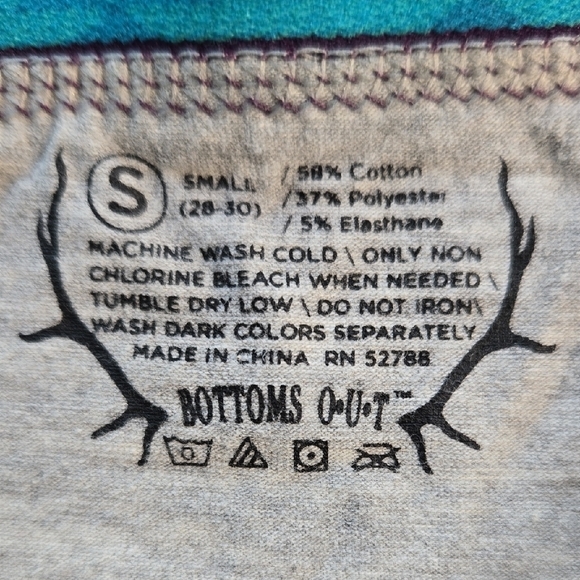 S
SMALL
(28-30)
/ 58% Cotton
/ 37% Polyester
/ 5% Elasthane
MACHINE WASH COLD \ ONLY NON
CHLORINE BLEACH WHEN NEEDED \
TUMBLE DRY LOW \ DO NOT IRON\
WASH DARK COLORS SEPARATELY
MADE IN CHINA RN 52788
BOTTOMS O•U•T™